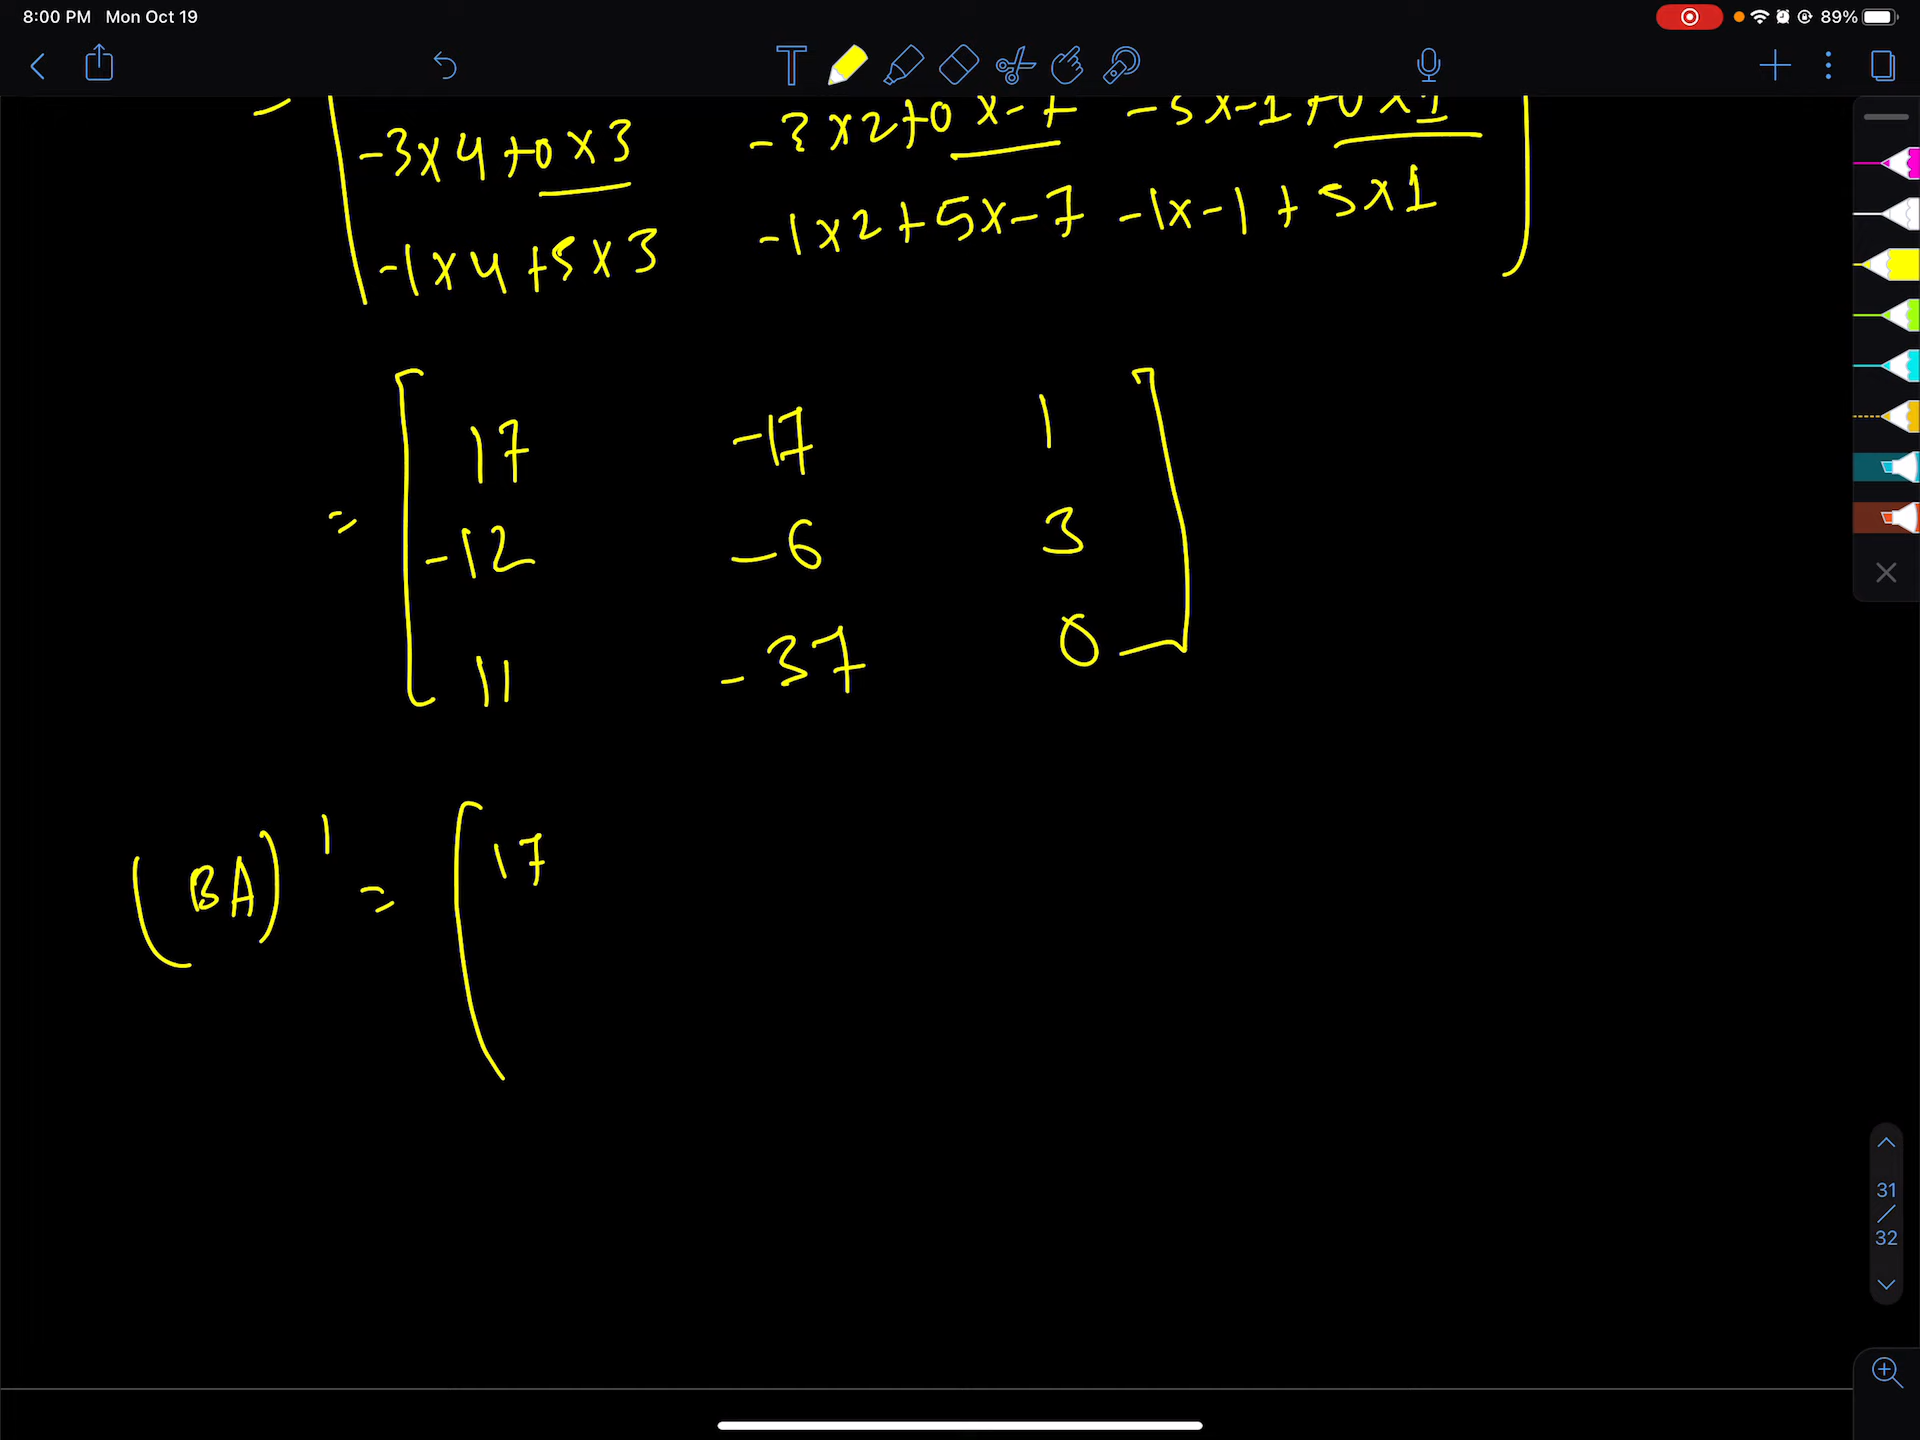 8:00 PM Mon Oct 19 89%
-3x4+0x3 -3x2+0x-7 -3x-1+0x1
-1x4+5x3 -1x2+5x-7 -1x-1+5x1
17 -17 1
= -12 -6 3
11 -37 0
(BA)' = [17
31
/
32